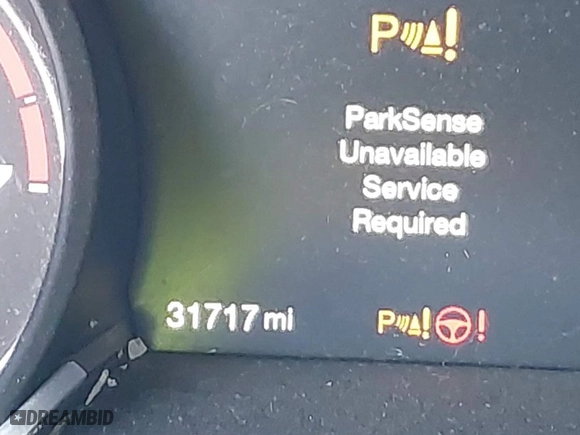 P !
ParkSense
Unavailable
Service
Required
31717 mi
P ! !
DREAMBID